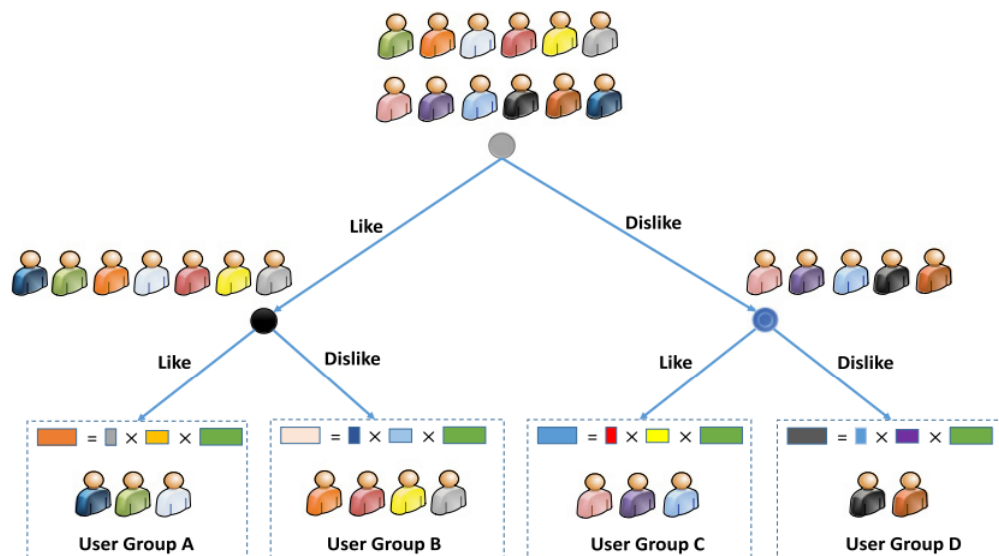 Like
Dislike
Like
Dislike
Like
Dislike
= × ×
= × ×
= × ×
= × ×
User Group A
User Group B
User Group C
User Group D